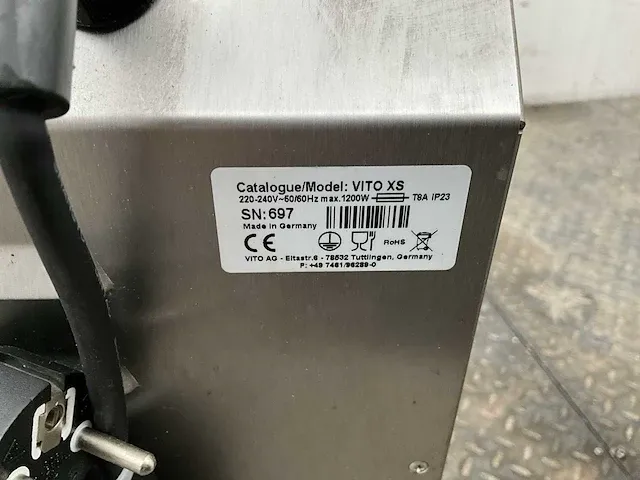 Catalogue/Model: VITO XS
220-240V~60/60Hz max.1200W T8A IP23
SN:697
Made in Germany
CE RoHS
VITO AG - Eltastr.6 - 78532 Tuttlingen, Germany
P: +49 7461/96289-0